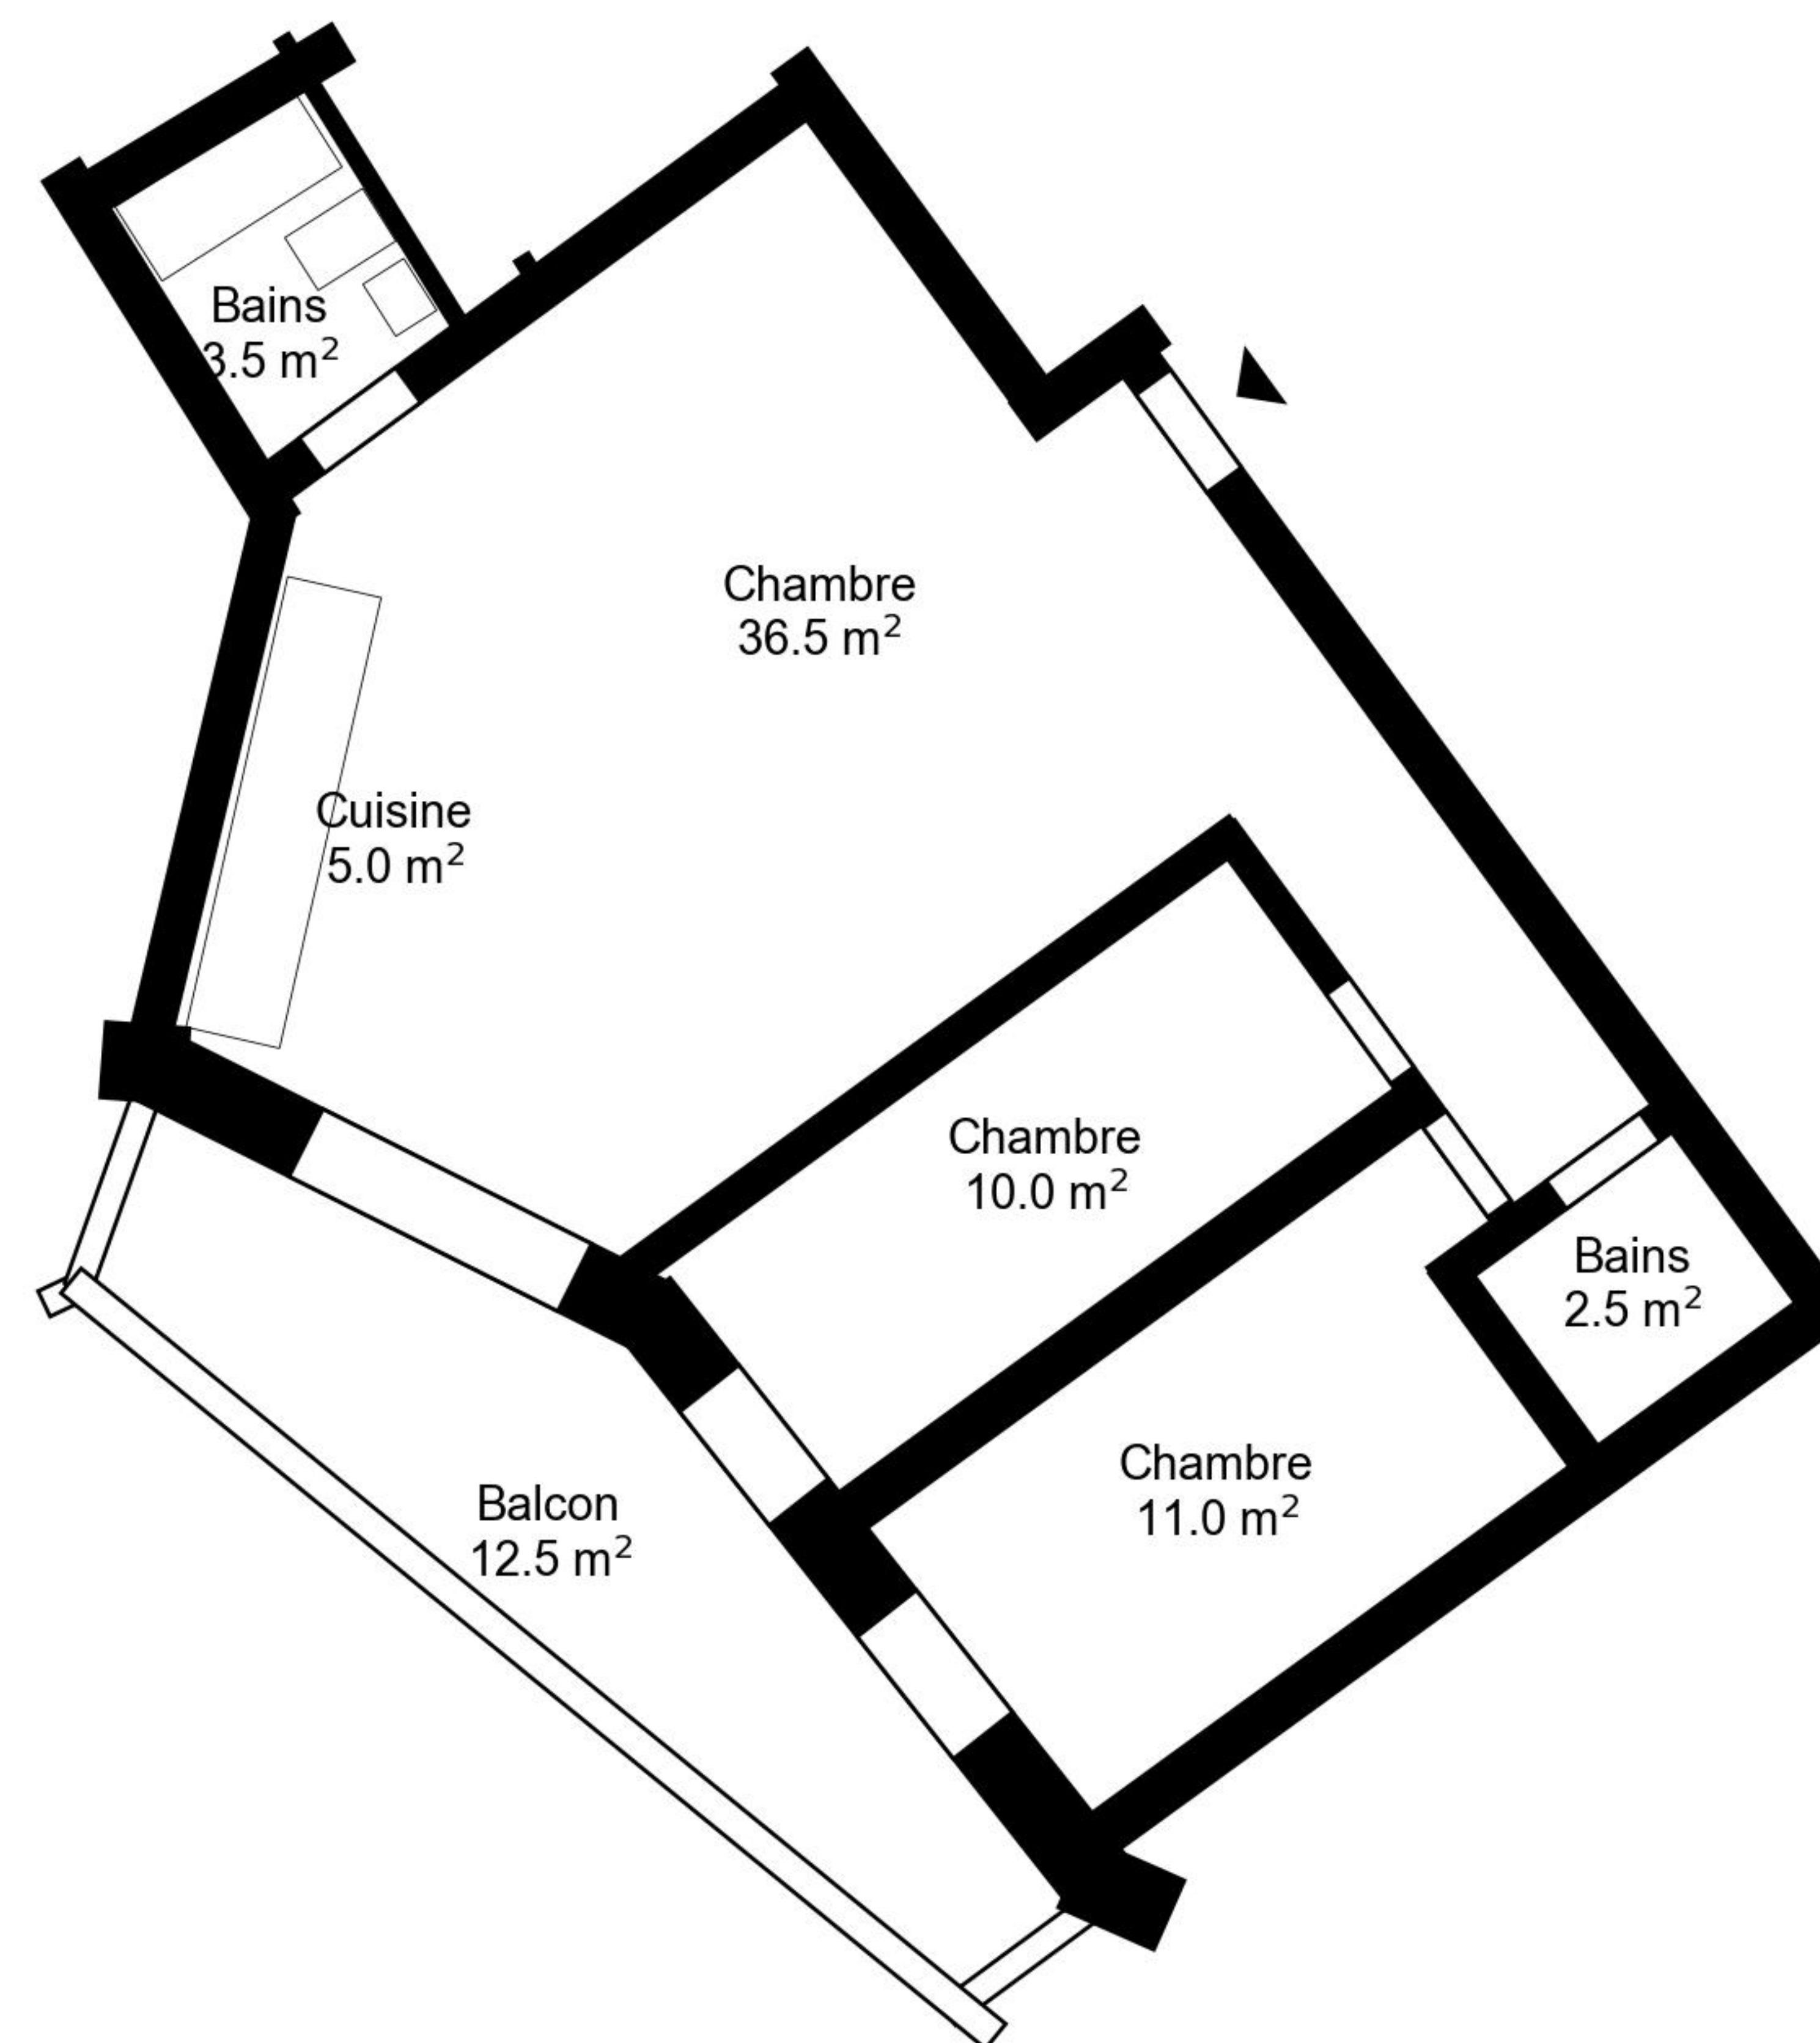 Bains
3.5 m²
Chambre
36.5 m²
Cuisine
5.0 m²
Chambre
10.0 m²
Bains
2.5 m²
Chambre
11.0 m²
Balcon
12.5 m²